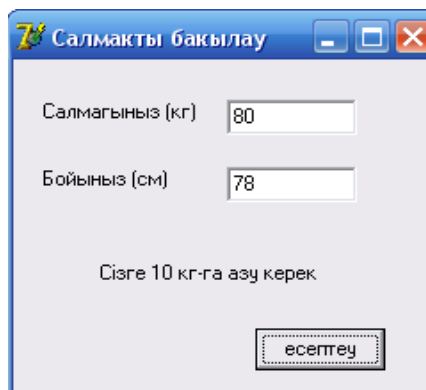 Салмакты бакылау
Салмагыныз (кг) 80
Бойыныз (см) 78
Сізге 10 кг-га азу керек
есептеу